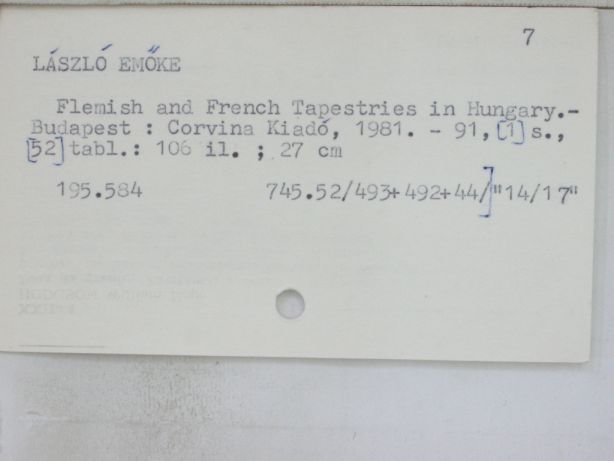 7
LÁSZLÓ EMŐKE
Flemish and French Tapestries in Hungary.-
Budapest : Corvina Kiadó, 1981. - 91, [1] s.,
[52] tabl.: 106 il. ; 27 cm
195.584 745.52/493+492+44/]"14/17"